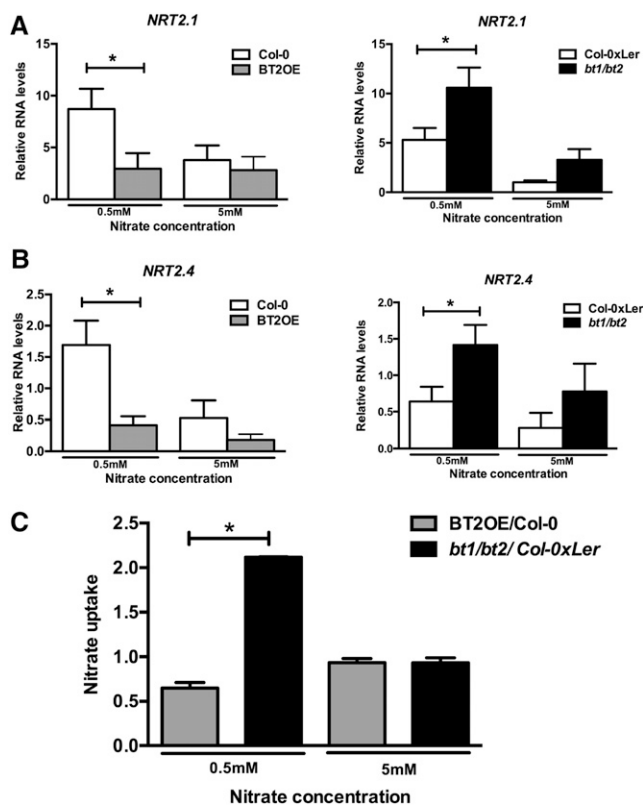 A
NRT2.1
Relative RNA levels
15
10
5
0
*
Col-0
BT2OE
0.5mM
5mM
Nitrate concentration
NRT2.1
Relative RNA levels
15
10
5
0
*
Col-0xLer
bt1/bt2
0.5mM
5mM
Nitrate concentration
B
NRT2.4
Relative RNA levels
2.5
2.0
1.5
1.0
0.5
0.0
*
Col-0
BT2OE
0.5mM
5mM
Nitrate concentration
NRT2.4
Relative RNA levels
2.0
1.5
1.0
0.5
0.0
*
Col-0xLer
bt1/bt2
0.5mM
5mM
Nitrate concentration
C
Nitrate uptake
2.5
2.0
1.5
1.0
0.5
0.0
*
BT2OE/Col-0
bt1/bt2/ Col-0xLer
0.5mM
5mM
Nitrate concentration